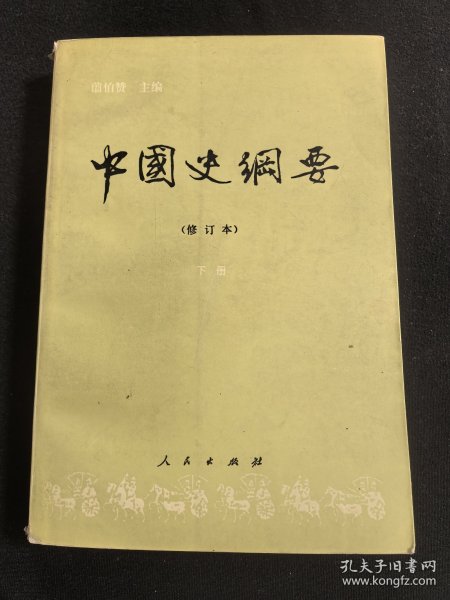 翦伯赞 主编
中國史綱要
(修订本)
下册
人民出版社
孔夫子旧书网
www.kongfz.com